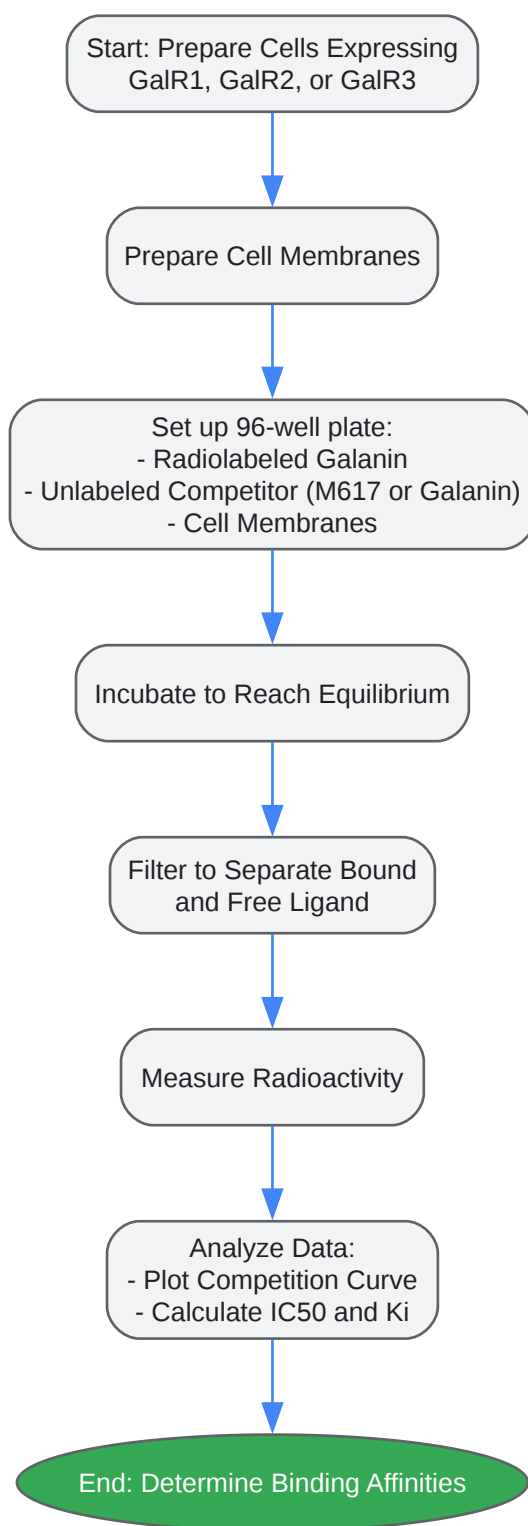 Start: Prepare Cells Expressing
GalR1, GalR2, or GalR3
Prepare Cell Membranes
Set up 96-well plate:
- Radiolabeled Galanin
- Unlabeled Competitor (M617 or Galanin)
- Cell Membranes
Incubate to Reach Equilibrium
Filter to Separate Bound
and Free Ligand
Measure Radioactivity
Analyze Data:
- Plot Competition Curve
- Calculate IC50 and Ki
End: Determine Binding Affinities